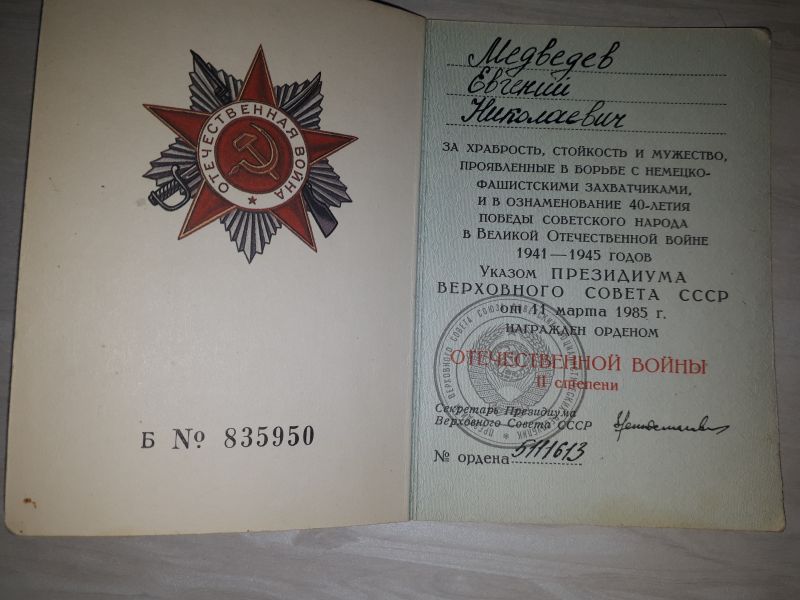 ОТЕЧЕСТВЕННАЯ ВОЙНА
Б № 835950
Медведев
Евгений
Николаевич
ЗА ХРАБРОСТЬ, СТОЙКОСТЬ И МУЖЕСТВО,
ПРОЯВЛЕННЫЕ В БОРЬБЕ С НЕМЕЦКО-
ФАШИСТСКИМИ ЗАХВАТЧИКАМИ,
И В ОЗНАМЕНОВАНИЕ 40-ЛЕТИЯ
ПОБЕДЫ СОВЕТСКОГО НАРОДА
В ВЕЛИКОЙ ОТЕЧЕСТВЕННОЙ ВОЙНЕ
1941—1945 ГОДОВ
УКАЗОМ ПРЕЗИДИУМА
ВЕРХОВНОГО СОВЕТА СССР
от 11 марта 1985 г.
НАГРАЖДЕН ОРДЕНОМ
ОТЕЧЕСТВЕННОЙ ВОЙНЫ
II степени
Секретарь Президиума
Верховного Совета СССР
№ ордена 5111613